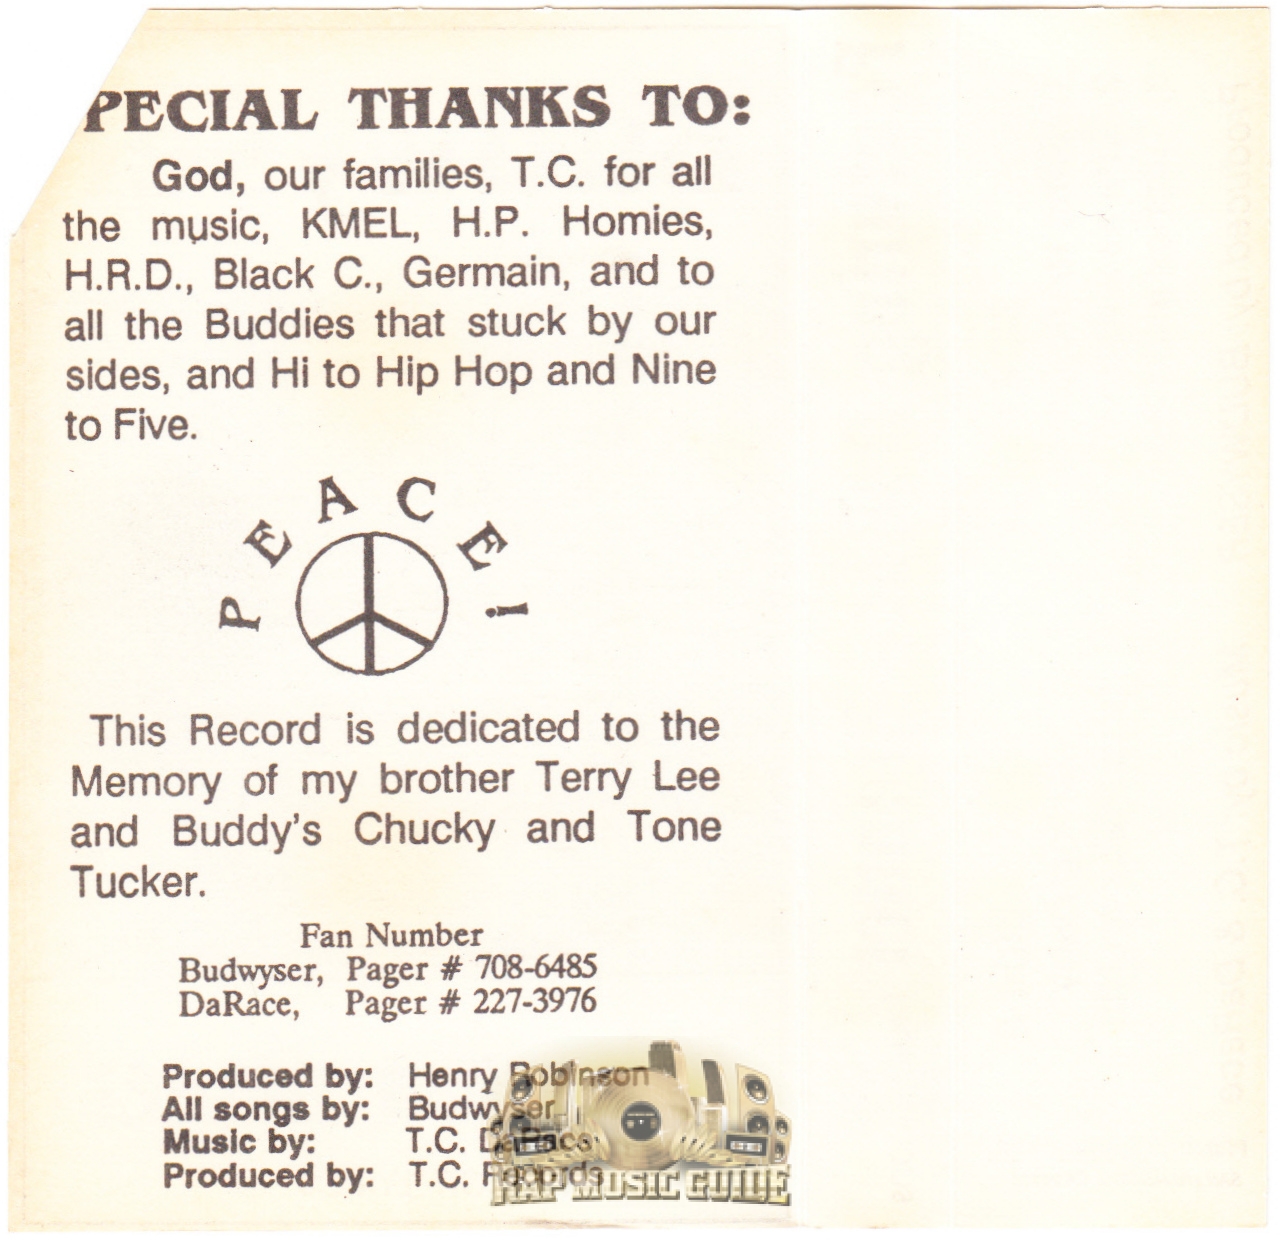 PECIAL THANKS TO:
God, our families, T.C. for all
the music, KMEL, H.P. Homies,
H.R.D., Black C., Germain, and to
all the Buddies that stuck by our
sides, and Hi to Hip Hop and Nine
to Five.
PEACE!
This Record is dedicated to the
Memory of my brother Terry Lee
and Buddy's Chucky and Tone
Tucker.
Fan Number
Budwyser, Pager # 708-6485
DaRace, Pager # 227-3976
Produced by: Henry Robinson
All songs by: Budwyser
Music by: T.C. DaRace
Produced by: T.C. Records
RAP MUSIC GUIDE